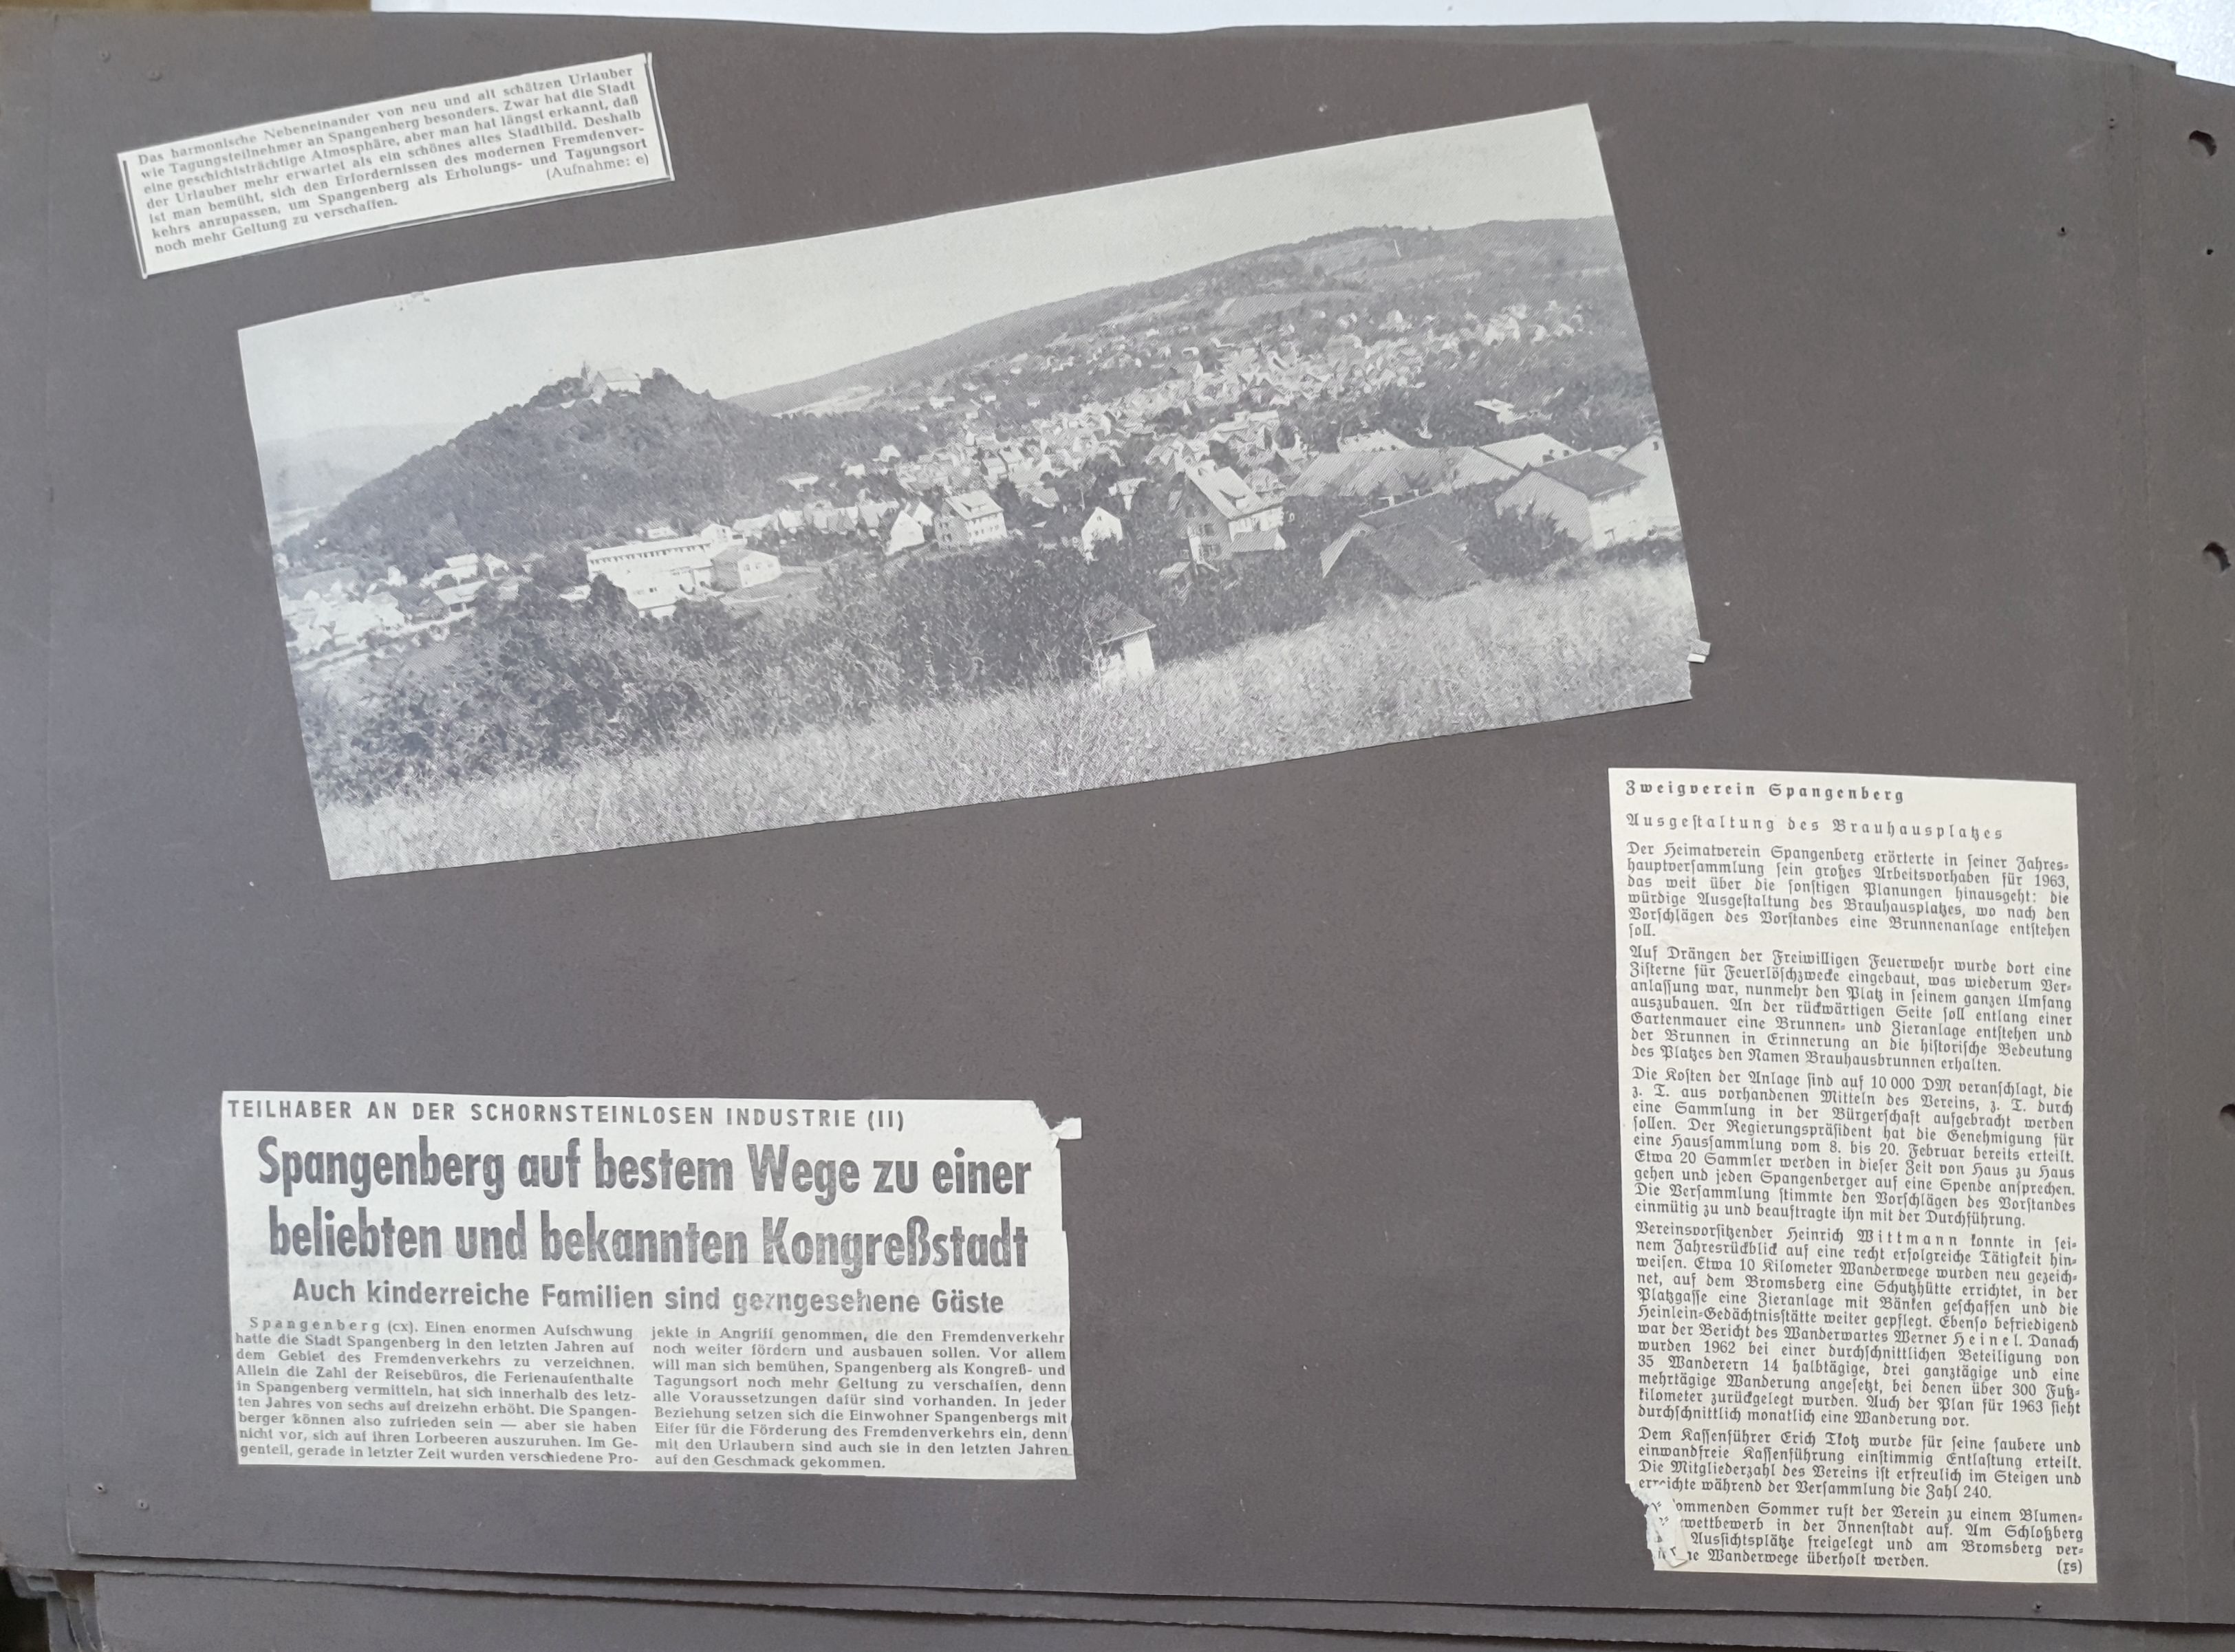 Das harmonische Nebeneinander von neu und alt schätzen Urlauber
wie Tagungsteilnehmer an Spangenberg besonders. Zwar hat die Stadt
eine geschichtsträchtige Atmosphäre, aber man hat längst erkannt, daß
der Urlauber mehr erwartet als ein schönes altes Stadtbild. Deshalb
ist man bemüht, sich den Erfordernissen des modernen Fremdenver-
kehrs anzupassen, um Spangenberg als Erholungs- und Tagungsort
noch mehr Geltung zu verschaffen. (Aufnahme: e)
TEILHABER AN DER SCHORNSTEINLOSEN INDUSTRIE (II)
Spangenberg auf bestem Wege zu einer
beliebten und bekannten Kongreßstadt
Auch kinderreiche Familien sind gerngesehene Gäste
Spangenberg (cx). Einen enormen Aufschwung
hatte die Stadt Spangenberg in den letzten Jahren auf
dem Gebiet des Fremdenverkehrs zu verzeichnen.
Allein die Zahl der Reisebüros, die Ferienaufenthalte
in Spangenberg vermitteln, hat sich innerhalb des letz-
ten Jahres von sechs auf dreizehn erhöht. Die Spangen-
berger können also zufrieden sein — aber sie haben
nicht vor, sich auf ihren Lorbeeren auszuruhen. Im Ge-
genteil, gerade in letzter Zeit wurden verschiedene Pro-
jekte in Angriff genommen, die den Fremdenverkehr
noch weiter fördern und ausbauen sollen. Vor allem
will man sich bemühen, Spangenberg als Kongreß- und
Tagungsort noch mehr Geltung zu verschaffen, denn
alle Voraussetzungen dafür sind vorhanden. In jeder
Beziehung setzen sich die Einwohner Spangenbergs mit
Eifer für die Förderung des Fremdenverkehrs ein, denn
mit den Urlaubern sind auch sie in den letzten Jahren
auf den Geschmack gekommen.
Zweigverein Spangenberg
Ausgestaltung des Brauhausplatzes
Der Heimatverein Spangenberg erörterte in seiner Jahres-
hauptversammlung sein großes Arbeitsvorhaben für 1963,
das weit über die sonstigen Planungen hinausgeht: die
würdige Ausgestaltung des Brauhausplatzes, wo nach den
Vorschlägen des Vorstandes eine Brunnenanlage entstehen
soll.
Auf Drängen der Freiwilligen Feuerwehr wurde dort eine
Zisterne für Feuerlöschzwecke eingebaut, was wiederum Ver-
anlassung war, nunmehr den Platz in seinem ganzen Umfang
auszubauen. An der rückwärtigen Seite soll entlang einer
Gartenmauer eine Brunnen- und Zieranlage entstehen und
der Brunnen in Erinnerung an die historische Bedeutung
des Platzes den Namen Brauhausbrunnen erhalten.
Die Kosten der Anlage sind auf 10 000 DM veranschlagt, die
z. T. aus vorhandenen Mitteln des Vereins, z. T. durch
eine Sammlung in der Bürgerschaft aufgebracht werden
sollen. Der Regierungspräsident hat die Genehmigung für
eine Haussammlung vom 8. bis 20. Februar bereits erteilt.
Etwa 20 Sammler werden in dieser Zeit von Haus zu Haus
gehen und jeden Spangenberger auf eine Spende ansprechen.
Die Versammlung stimmte den Vorschlägen des Vorstandes
einmütig zu und beauftragte ihn mit der Durchführung.
Vereinsvorsitzender Heinrich Wittmann konnte in sei-
nem Jahresrückblick auf eine recht erfolgreiche Tätigkeit hin-
weisen. Etwa 10 Kilometer Wanderwege wurden neu gezeich-
net, auf dem Bromsberg eine Schutzhütte errichtet, in der
Platzgasse eine Zieranlage mit Bänken geschaffen und die
Heinlein-Gedächtnisstätte weiter gepflegt. Ebenso befriedigend
war der Bericht des Wanderwartes Werner Heinel. Danach
wurden 1962 bei einer durchschnittlichen Beteiligung von
35 Wanderern 14 halbtägige, drei ganztägige und eine
mehrtägige Wanderung angesetzt, bei denen über 300 Fuß-
kilometer zurückgelegt wurden. Auch der Plan für 1963 sieht
durchschnittlich monatlich eine Wanderung vor.
Dem Kassenführer Erich Klotz wurde für seine saubere und
einwandfreie Kassenführung einstimmig Entlastung erteilt.
Die Mitgliederzahl des Vereins ist erfreulich im Steigen und
erreichte während der Versammlung die Zahl 240.
ommenden Sommer ruft der Verein zu einem Blumen-
wettbewerb in der Innenstadt auf. Am Schloßberg
Aussichtsplätze freigelegt und am Bromsberg ver-
ne Wanderwege überholt werden. (rs)